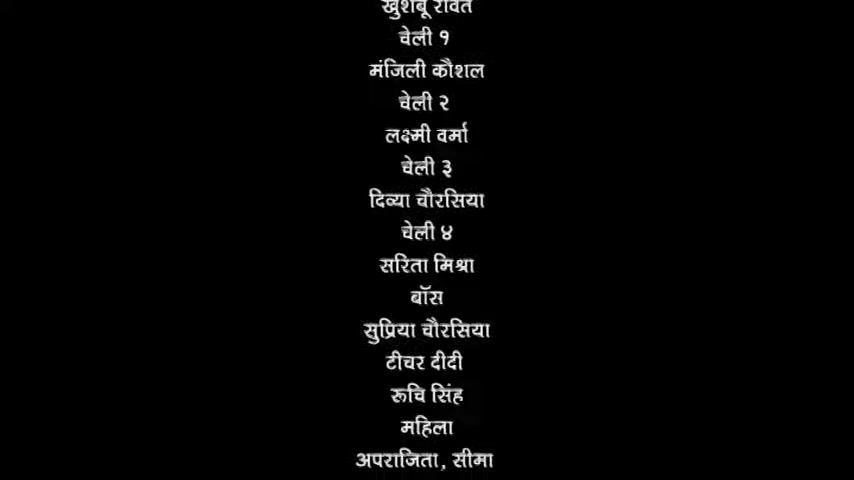 खुशबू रावत
चेली १
मंजिली कौशल
चेली २
लक्ष्मी वर्मा
चेली ३
दिव्या चौरसिया
चेली ४
सरिता मिश्रा
बॉस
सुप्रिया चौरसिया
टीचर दीदी
रूचि सिंह
महिला
अपराजिता, सीमा